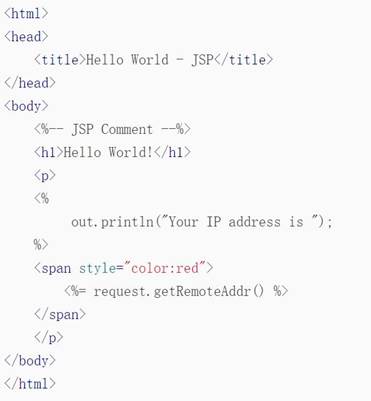 <html>
<head>
    <title>Hello World - JSP</title>
</head>
<body>
    <%-- JSP Comment --%>
    <h1>Hello World!</h1>
    <p>
    <%
         out.println("Your IP address is ");
    %>
    <span style="color:red">
        <%= request.getRemoteAddr() %>
    </span>
    </p>
</body>
</html>